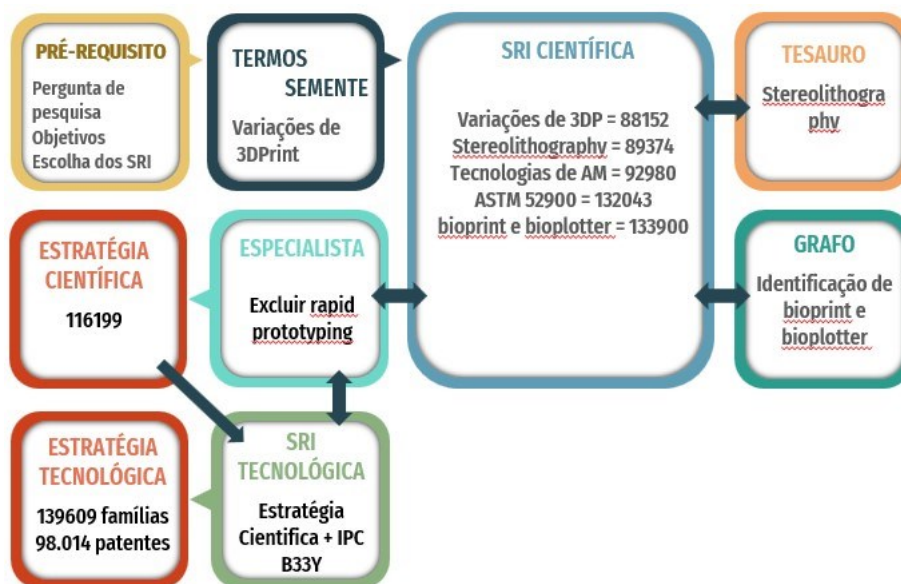 PRÉ-REQUISITO
Pergunta de
pesquisa
Objetivos
Escolha dos SRI
TERMOS
SEMENTE
Variações de
3DPrint
SRI CIENTÍFICA
Variações de 3DP = 88152
Stereolithography = 89374
Tecnologias de AM = 92980
ASTM 52900 = 132043
bioprint e bioplotter = 133900
TESAURO
Stereolithogra
phy
ESTRATÉGIA
CIENTÍFICA
116199
ESPECIALISTA
Excluir rapid
prototyping
GRAFO
Identificação de
bioprint e
bioplotter
ESTRATÉGIA
TECNOLÓGICA
139609 famílias
98.014 patentes
SRI
TECNOLÓGICA
Estratégia
Cientifica + IPC
B33Y